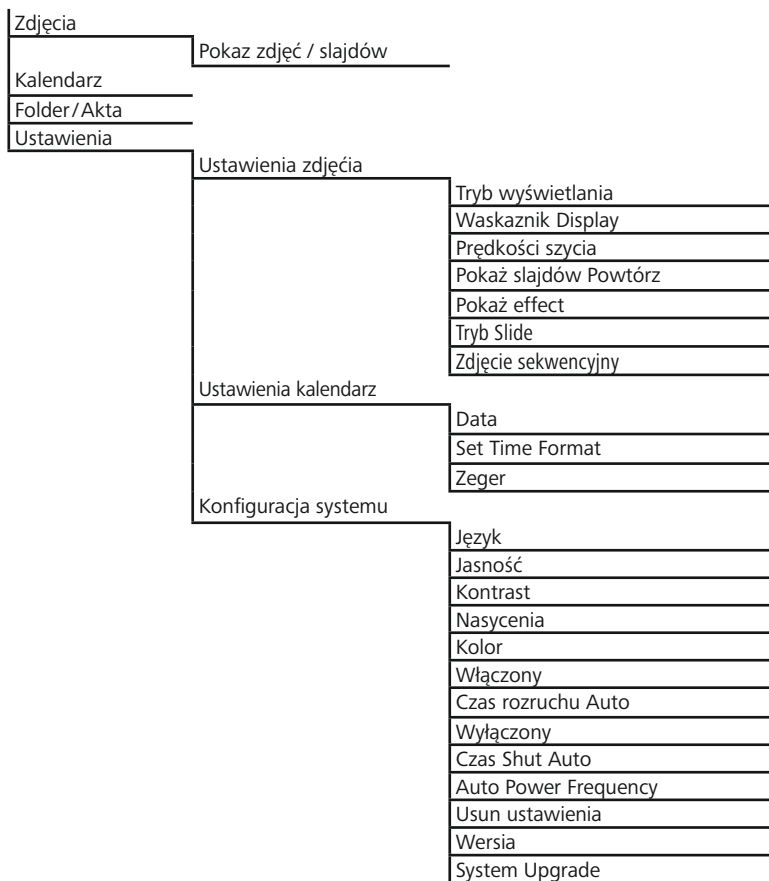 Zdjęcia
Pokaz zdjęć / slajdów
Kalendarz
Folder/Akta
Ustawienia
Ustawienia zdjęćia
Tryb wyświetlania
Waskaznik Display
Prędkości szycia
Pokaż slajdów Powtórz
Pokaż effect
Tryb Slide
Zdjęcie sekwencyjny
Ustawienia kalendarz
Data
Set Time Format
Zeger
Konfiguracja systemu
Język
Jasność
Kontrast
Nasycenia
Kolor
Włączony
Czas rozruchu Auto
Wyłączony
Czas Shut Auto
Auto Power Frequency
Usun ustawienia
Wersia
System Upgrade